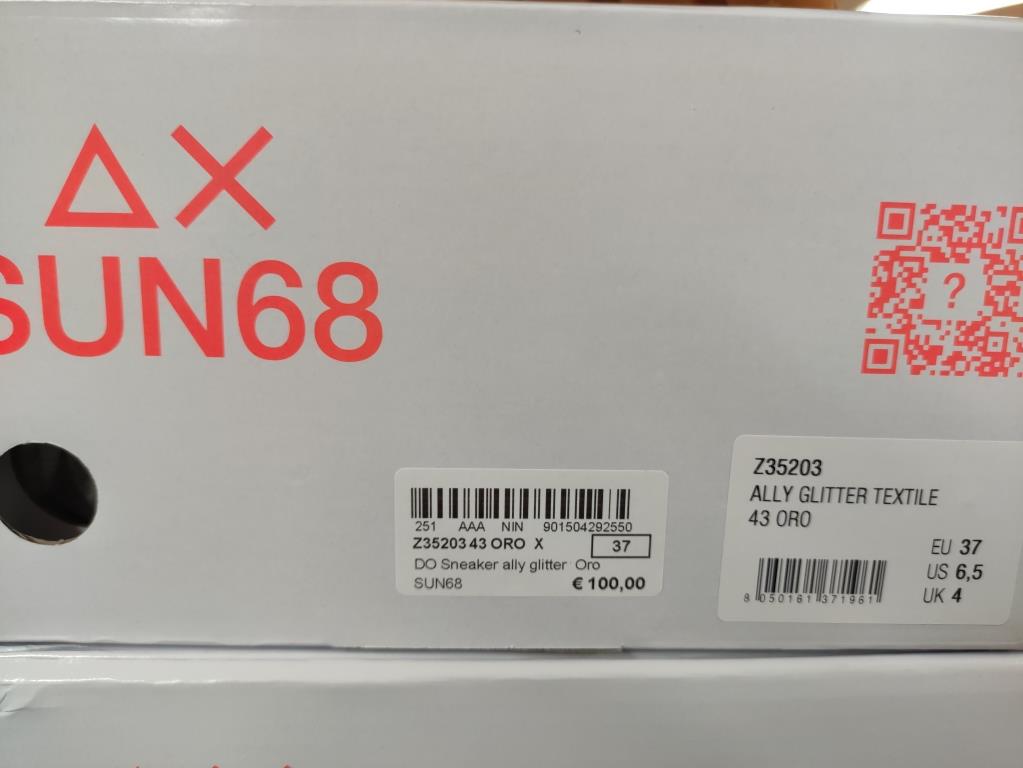 SUN68
?
251 AAA NIN 901504292550
Z35203 43 ORO X 37
DO Sneaker ally glitter Oro
SUN68 € 100,00
Z35203
ALLY GLITTER TEXTILE
43 ORO
EU 37
US 6,5
UK 4
8 050161 371961